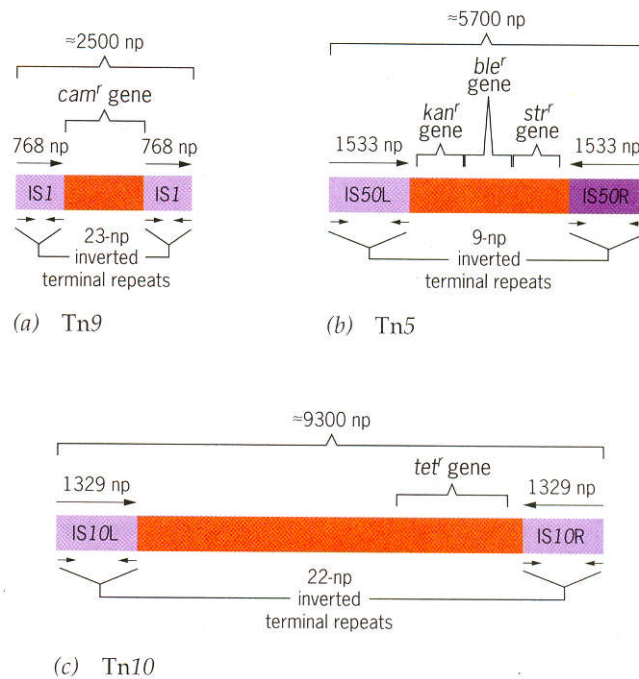 ≈2500 np
camʳ gene
768 np
768 np
IS1
IS1
23-np
inverted
terminal repeats
(a) Tn9
≈5700 np
bleʳ
gene
kanʳ
gene
strʳ
gene
1533 np
1533 np
IS50L
IS50R
9-np
inverted
terminal repeats
(b) Tn5
≈9300 np
tetʳ gene
1329 np
1329 np
IS10L
IS10R
22-np
inverted
terminal repeats
(c) Tn10